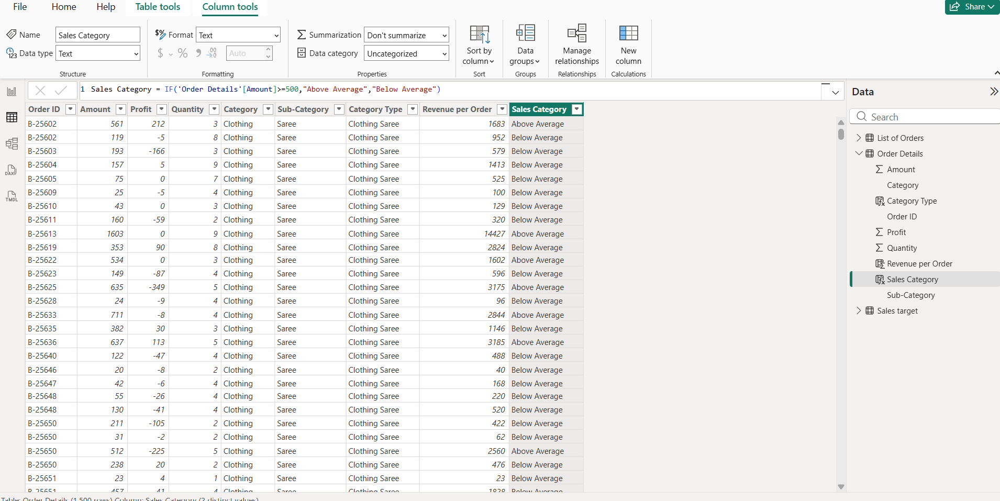 File Home Help Table tools Column tools Share
Name Sales Category $% Format Text Summarization Don't summarize
Data type Text $ % 9 .00 Auto Data category Uncategorized
Sort by column Data groups Manage relationships New column
Structure Formatting Properties Sort Groups Relationships Calculations
1 Sales Category = IF('Order Details'[Amount]>=500,"Above Average","Below Average")
Order ID Amount Profit Quantity Category Sub-Category Category Type Revenue per Order Sales Category
B-25602 561 212 3 Clothing Saree Clothing Saree 1683 Above Average
B-25602 119 -5 8 Clothing Saree Clothing Saree 952 Below Average
B-25603 193 -166 3 Clothing Saree Clothing Saree 579 Below Average
B-25604 157 5 9 Clothing Saree Clothing Saree 1413 Below Average
B-25605 75 0 7 Clothing Saree Clothing Saree 525 Below Average
B-25609 25 -5 4 Clothing Saree Clothing Saree 100 Below Average
B-25610 43 0 3 Clothing Saree Clothing Saree 129 Below Average
B-25611 160 -59 2 Clothing Saree Clothing Saree 320 Below Average
B-25613 1603 0 9 Clothing Saree Clothing Saree 14427 Above Average
B-25619 353 90 8 Clothing Saree Clothing Saree 2824 Below Average
B-25622 534 0 3 Clothing Saree Clothing Saree 1602 Above Average
B-25623 149 -87 4 Clothing Saree Clothing Saree 596 Below Average
B-25625 635 -349 5 Clothing Saree Clothing Saree 3175 Above Average
B-25628 24 -9 4 Clothing Saree Clothing Saree 96 Below Average
B-25633 711 -8 4 Clothing Saree Clothing Saree 2844 Above Average
B-25635 382 30 3 Clothing Saree Clothing Saree 1146 Below Average
B-25636 637 113 5 Clothing Saree Clothing Saree 3185 Above Average
B-25640 122 -47 4 Clothing Saree Clothing Saree 488 Below Average
B-25646 20 -8 2 Clothing Saree Clothing Saree 40 Below Average
B-25647 42 -6 4 Clothing Saree Clothing Saree 168 Below Average
B-25648 55 -26 4 Clothing Saree Clothing Saree 220 Below Average
B-25648 130 -41 4 Clothing Saree Clothing Saree 520 Below Average
B-25650 211 -105 2 Clothing Saree Clothing Saree 422 Below Average
B-25650 31 -2 2 Clothing Saree Clothing Saree 62 Below Average
B-25650 512 -225 5 Clothing Saree Clothing Saree 2560 Above Average
B-25650 238 20 2 Clothing Saree Clothing Saree 476 Below Average
B-25651 23 4 1 Clothing Saree Clothing Saree 23 Below Average
B-25651 457 41 4 Clothing Saree Clothing Saree 1828 Below Average
Table: Order Details (1,500 rows) Column: Sales Category (2 distinct values)
DAX
TMDL
Data
Search
List of Orders
Order Details
Amount
Category
Category Type
Order ID
Profit
Quantity
Revenue per Order
Sales Category
Sub-Category
Sales target